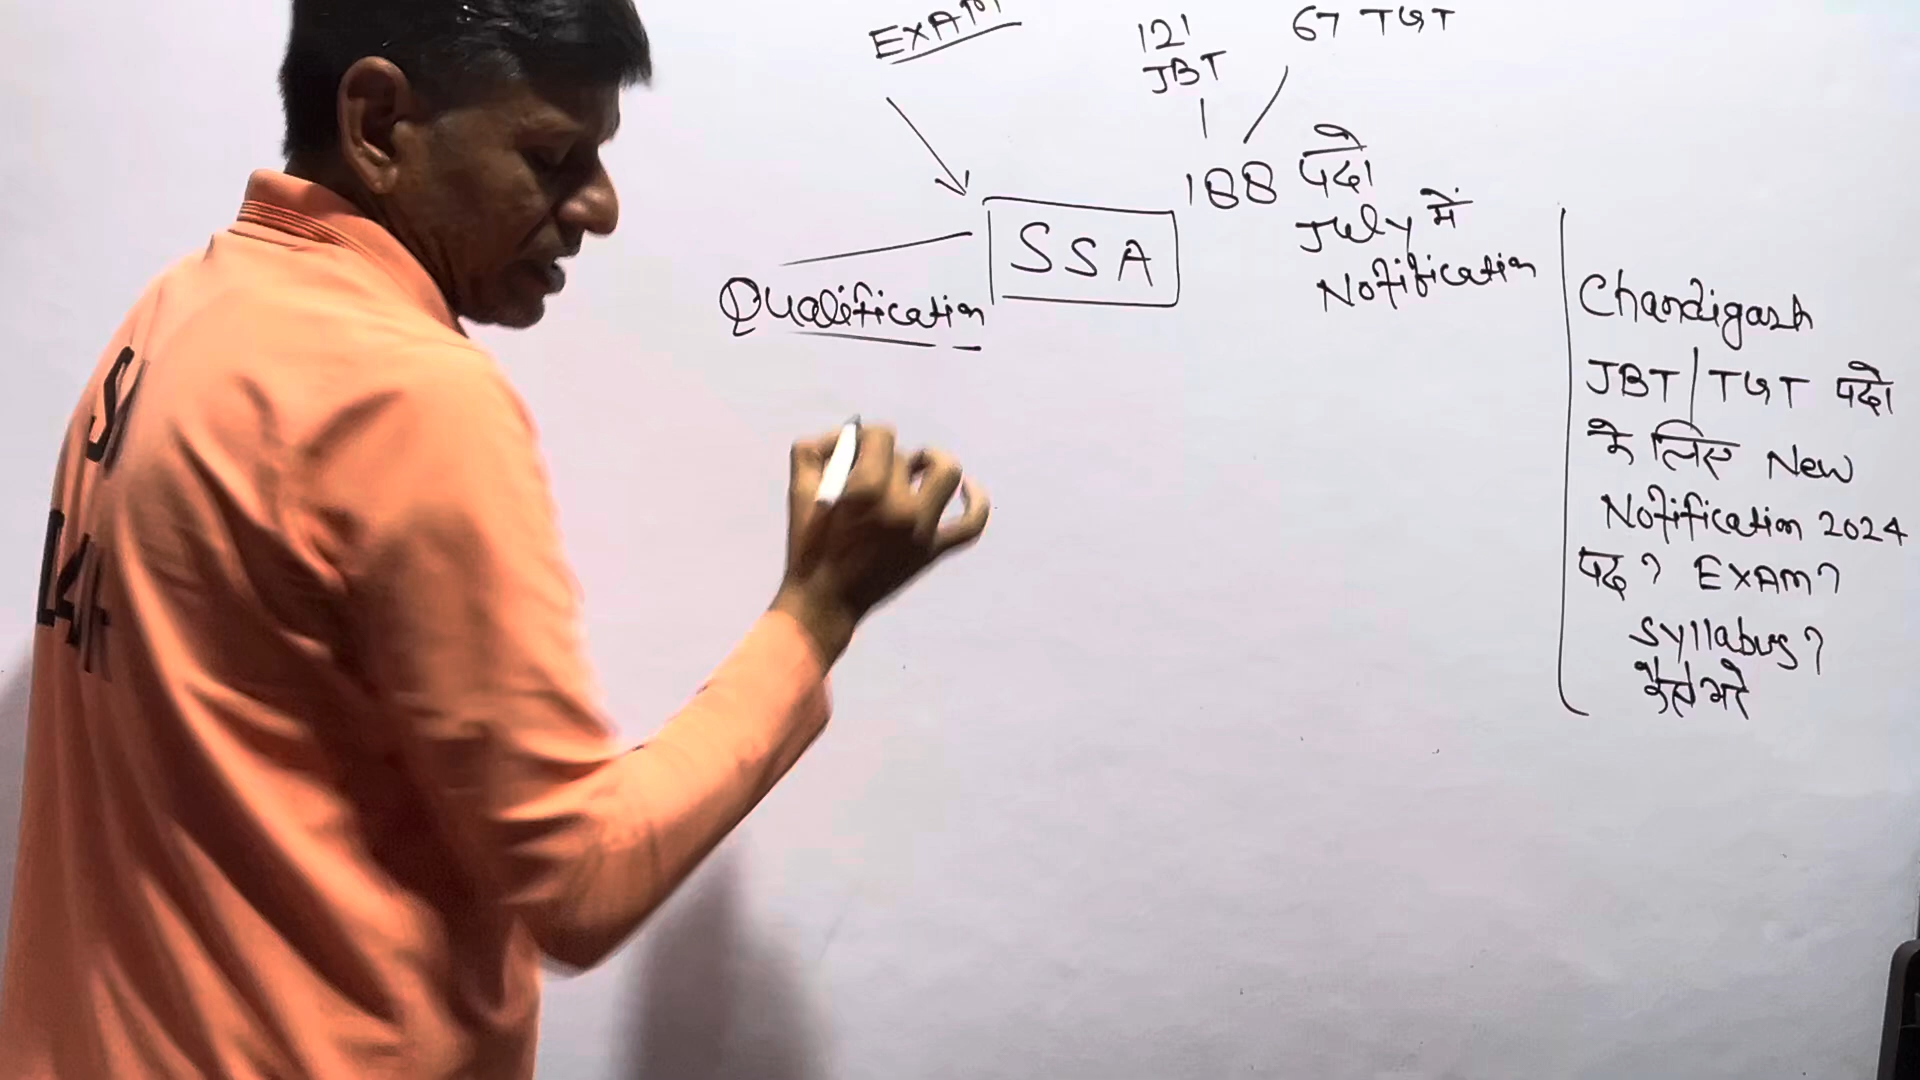 EXAM
121
JBT
67 TGT
188 पदो
July में
Notification
SSA
Qualification
Chandigarh
JBT/TGT पदो
के लिए New
Notification 2024
पद? EXAM?
Syllabus?
कैसे भरे